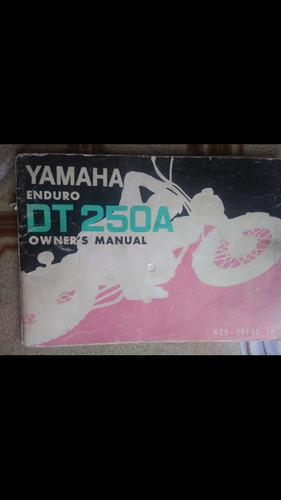 YAMAHA
ENDURO
DT 250A
OWNER'S MANUAL